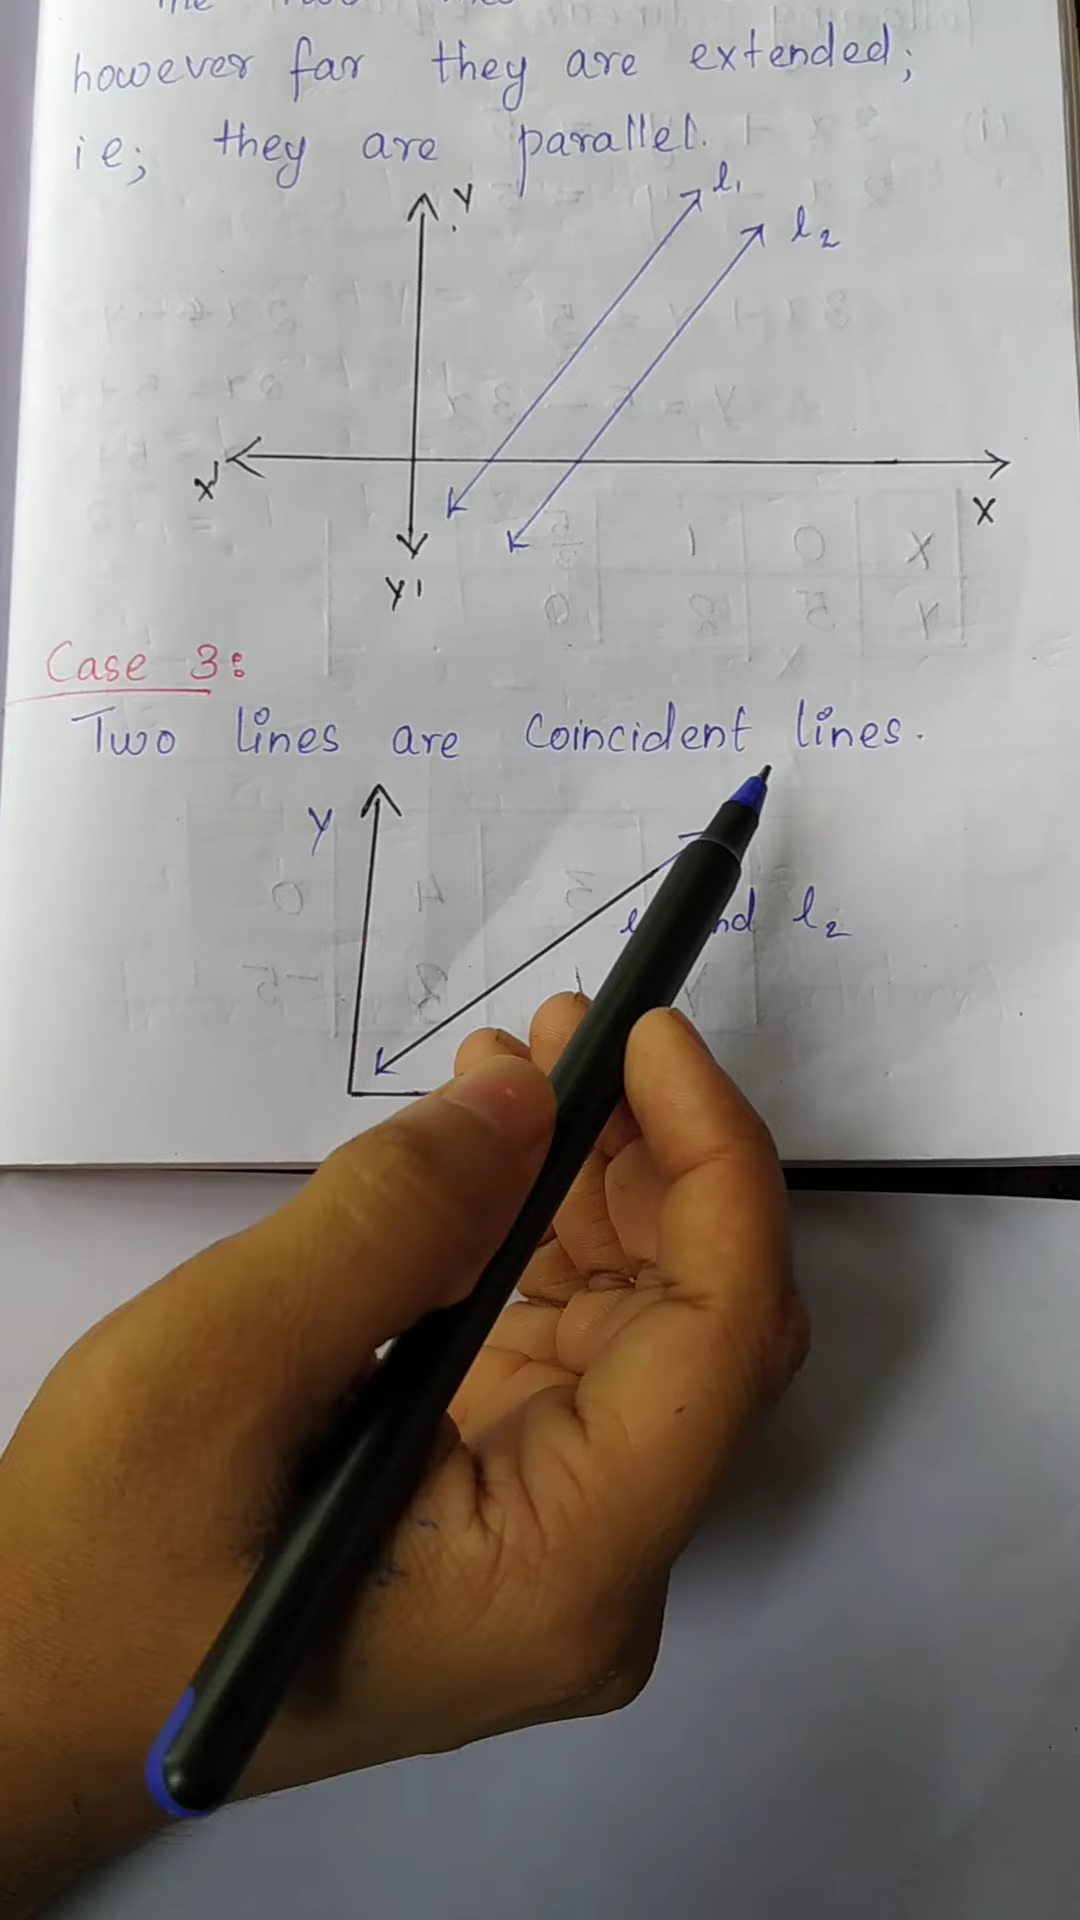 however far they are extended;
ie; they are parallel.
Y
l1
l2
X'
X
Y1
Case 3:
Two lines are Coincident lines.
Y
l2